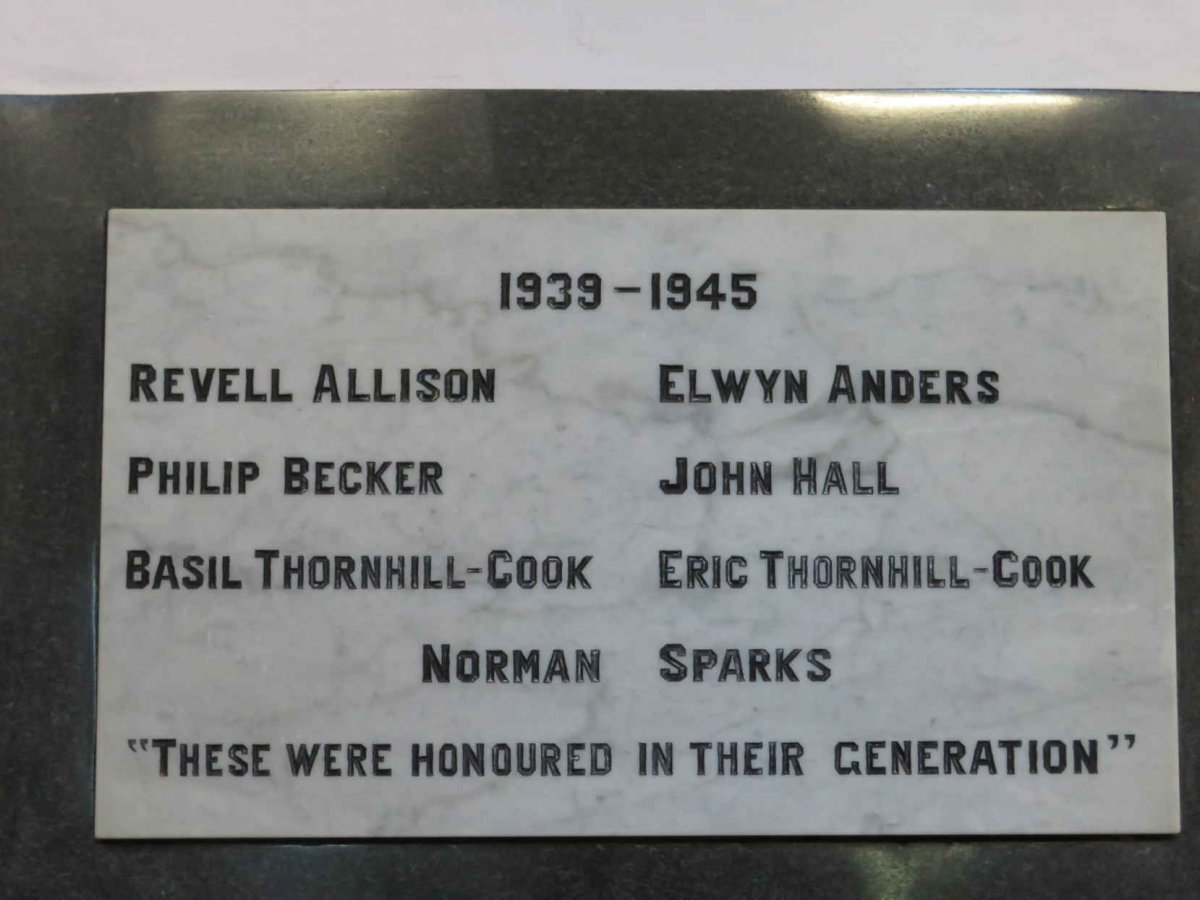 1939-1945
REVELL ALLISON ELWYN ANDERS
PHILIP BECKER JOHN HALL
BASIL THORNHILL-COOK ERIC THORNHILL-COOK
NORMAN SPARKS
"THESE WERE HONOURED IN THEIR GENERATION"